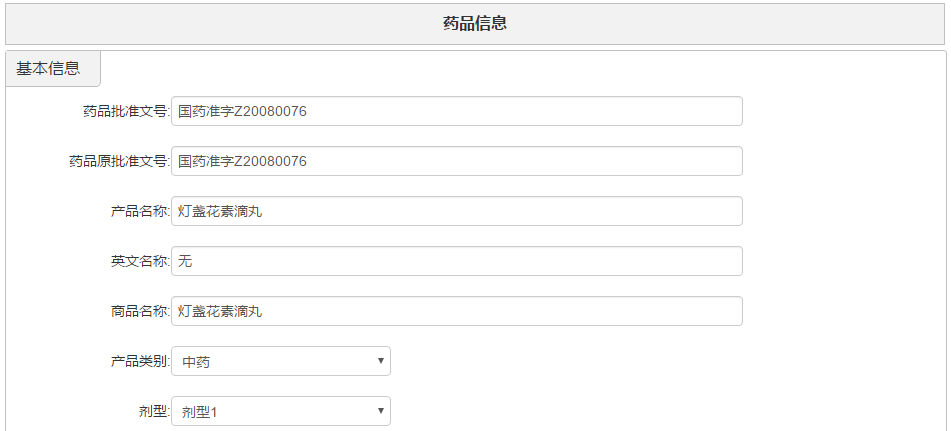 药品信息
基本信息
药品批准文号: 国药准字Z20080076
药品原批准文号: 国药准字Z20080076
产品名称: 灯盏花素滴丸
英文名称: 无
商品名称: 灯盏花素滴丸
产品类别: 中药
剂型: 剂型1